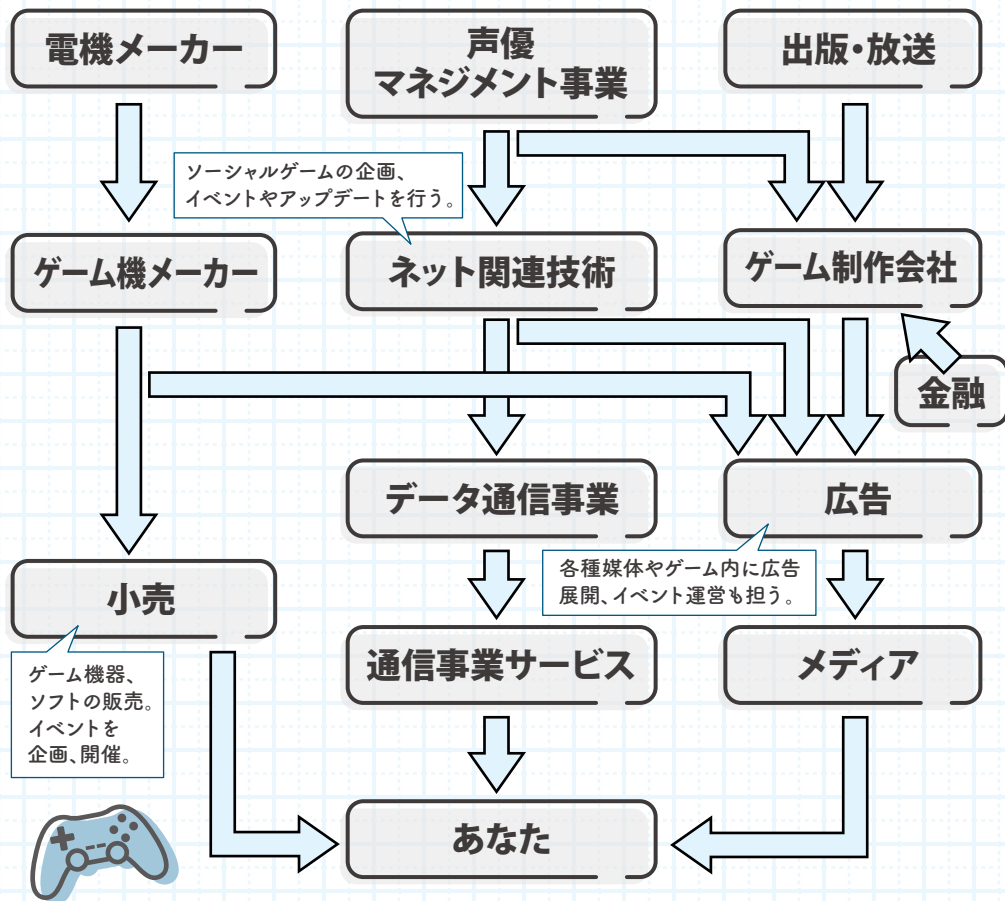 電機メーカー
声優
マネジメント事業
出版・放送
ソーシャルゲームの企画、
イベントやアップデートを行う。
ゲーム機メーカー
ネット関連技術
ゲーム制作会社
金融
データ通信事業
広告
各種媒体やゲーム内に広告
展開、イベント運営も担う。
小売
ゲーム機器、
ソフトの販売。
イベントを
企画、開催。
通信事業サービス
メディア
あなた